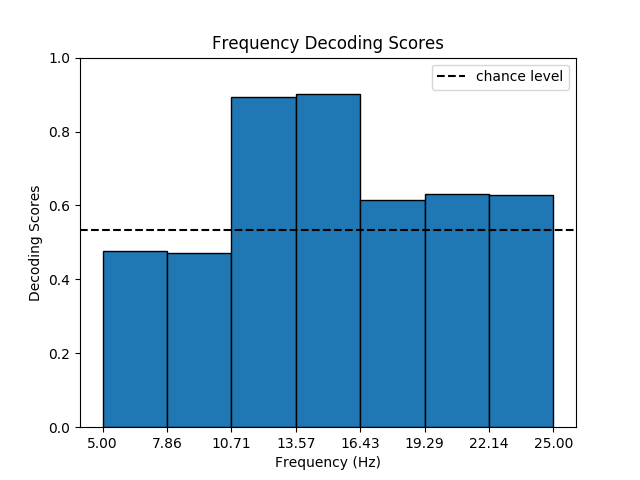 Frequency Decoding Scores
chance level
1.0
0.8
0.6
0.4
0.2
0.0
Decoding Scores
5.00 7.86 10.71 13.57 16.43 19.29 22.14 25.00
Frequency (Hz)